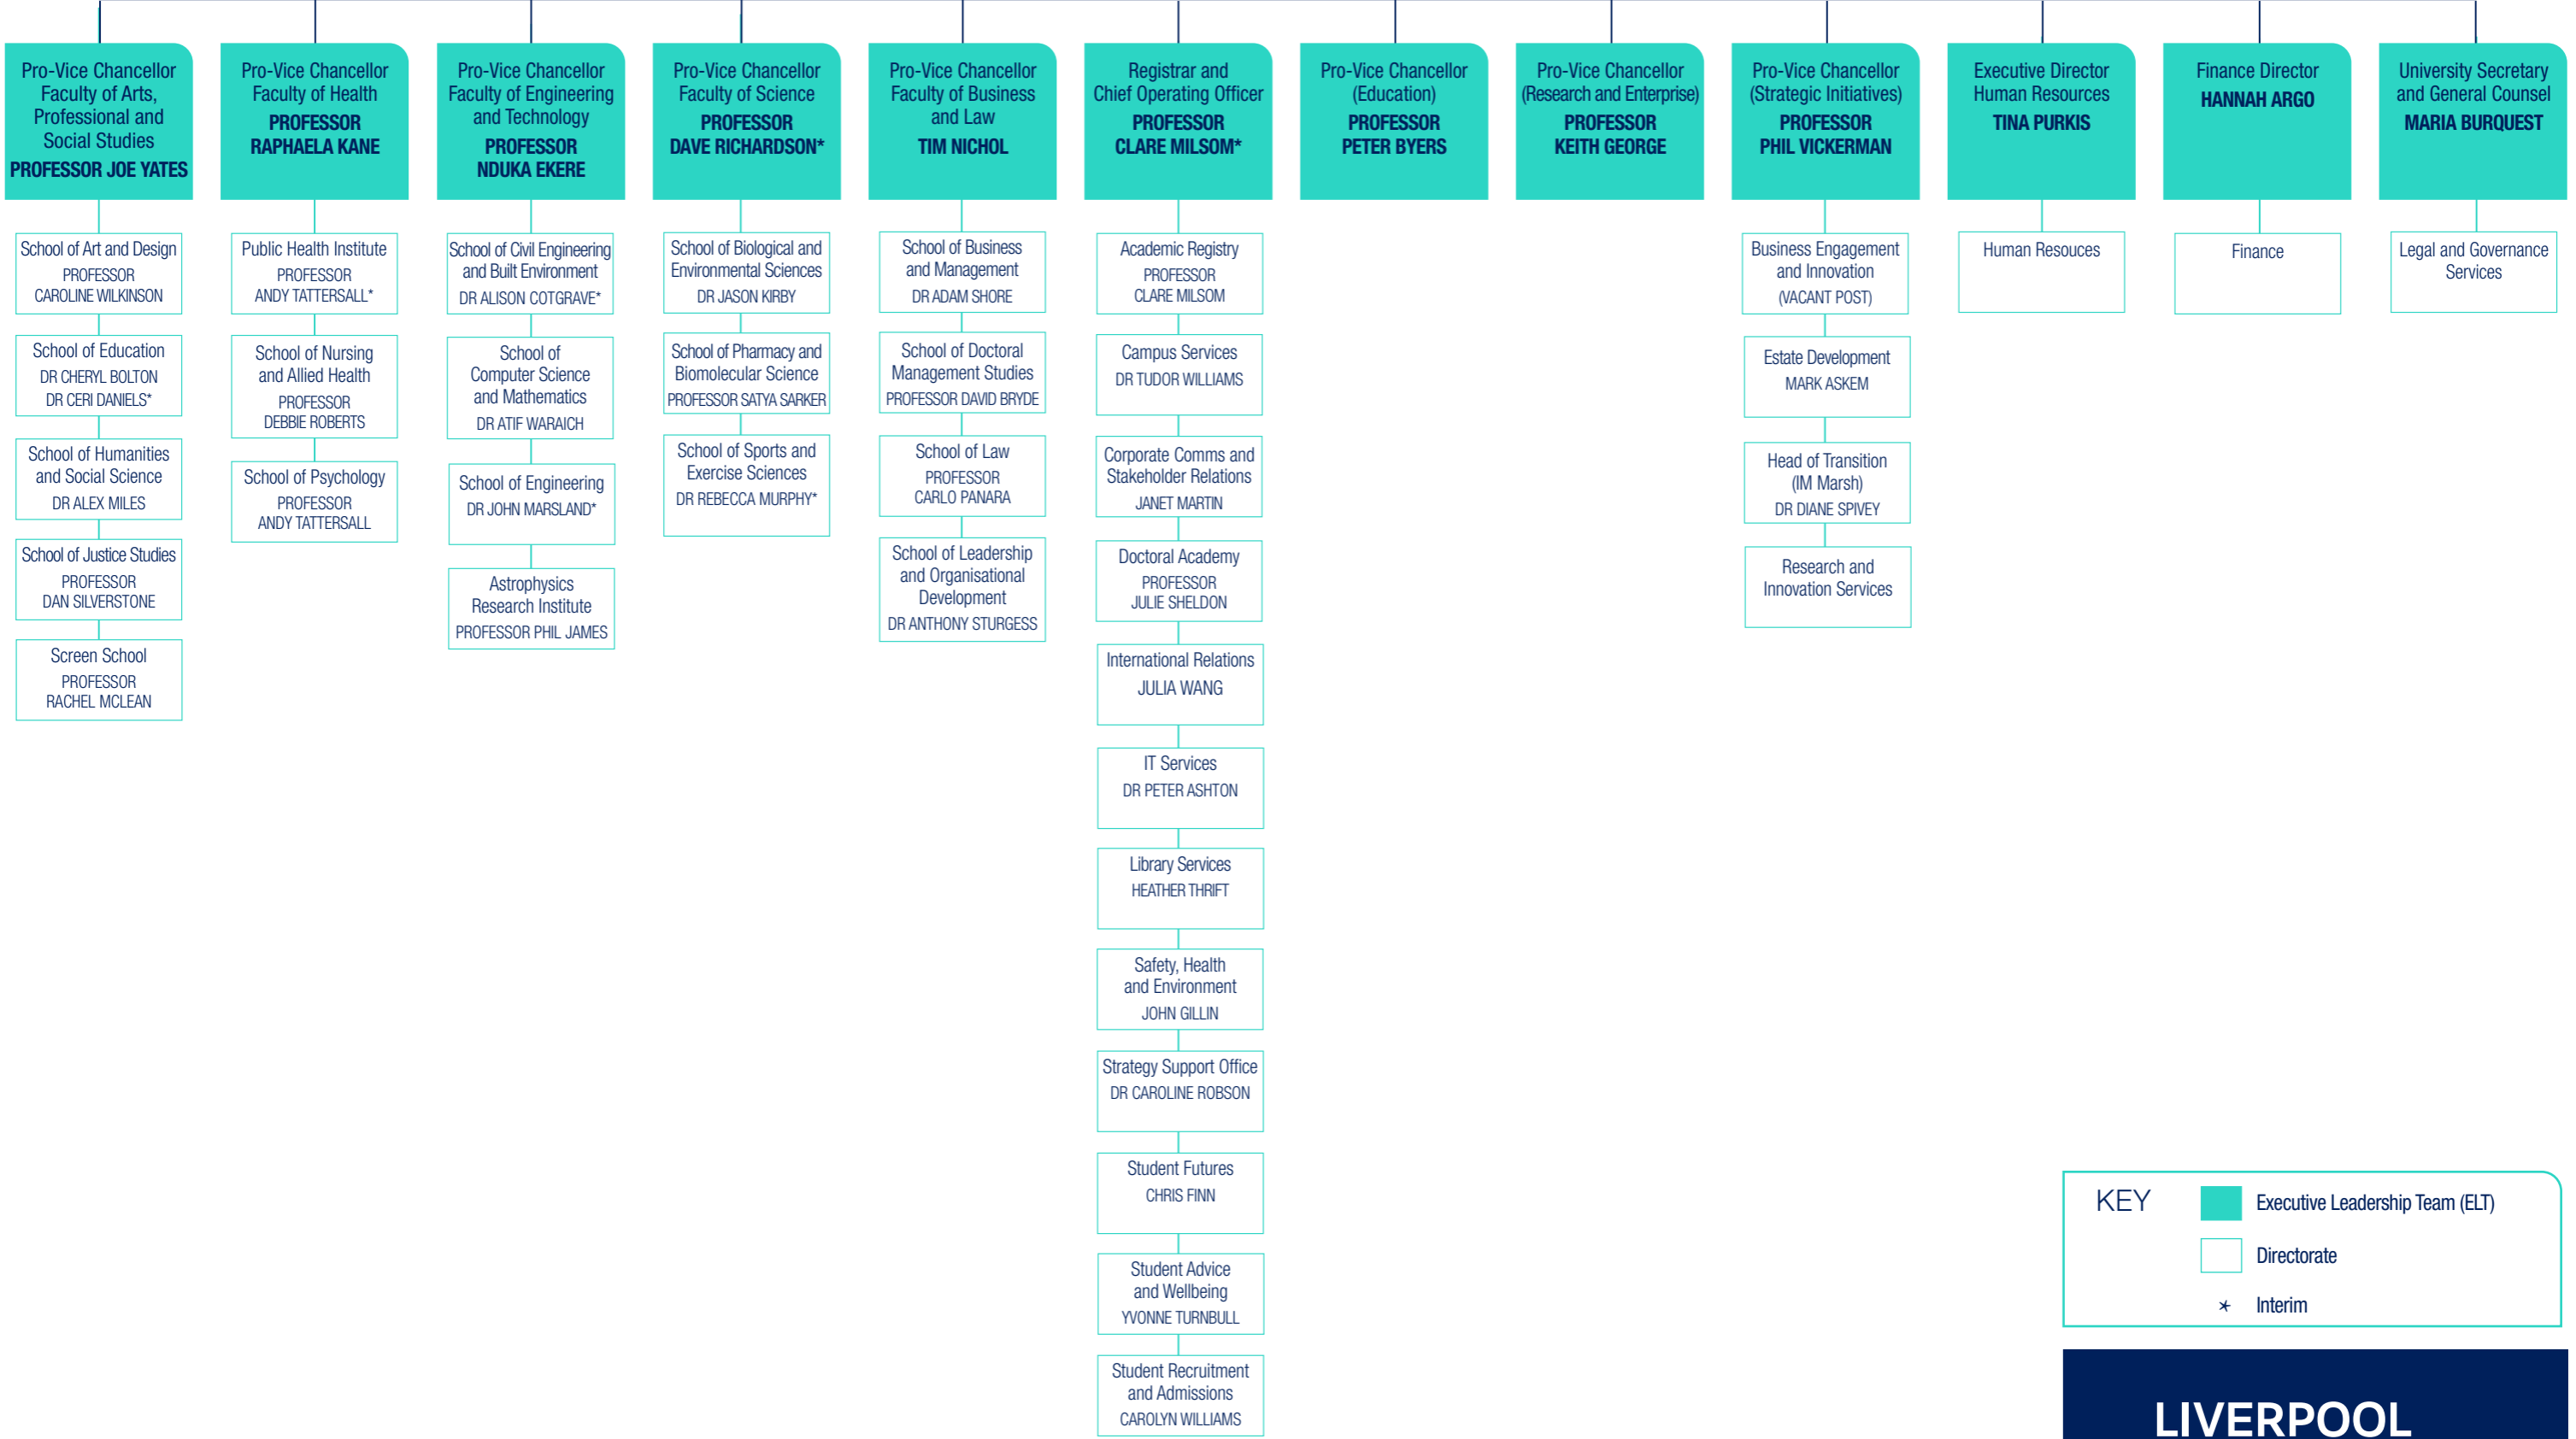 Pro-Vice Chancellor
Faculty of Arts,
Professional and
Social Studies
PROFESSOR JOE YATES
School of Art and Design
PROFESSOR
CAROLINE WILKINSON
School of Education
DR CHERYL BOLTON
DR CERI DANIELS*
School of Humanities
and Social Science
DR ALEX MILES
School of Justice Studies
PROFESSOR
DAN SILVERSTONE
Screen School
PROFESSOR
RACHEL MCLEAN
Pro-Vice Chancellor
Faculty of Health
PROFESSOR
RAPHAELA KANE
Public Health Institute
PROFESSOR
ANDY TATTERSALL*
School of Nursing
and Allied Health
PROFESSOR
DEBBIE ROBERTS
School of Psychology
PROFESSOR
ANDY TATTERSALL
Pro-Vice Chancellor
Faculty of Engineering
and Technology
PROFESSOR
NDUKA EKERE
School of Civil Engineering
and Built Environment
DR ALISON COTGRAVE*
School of
Computer Science
and Mathematics
DR ATIF WARAICH
School of Engineering
DR JOHN MARSLAND*
Astrophysics
Research Institute
PROFESSOR PHIL JAMES
Pro-Vice Chancellor
Faculty of Science
PROFESSOR
DAVE RICHARDSON*
School of Biological and
Environmental Sciences
DR JASON KIRBY
School of Pharmacy and
Biomolecular Science
PROFESSOR SATYA SARKER
School of Sports and
Exercise Sciences
DR REBECCA MURPHY*
Pro-Vice Chancellor
Faculty of Business
and Law
TIM NICHOL
School of Business
and Management
DR ADAM SHORE
School of Doctoral
Management Studies
PROFESSOR DAVID BRYDE
School of Law
PROFESSOR
CARLO PANARA
School of Leadership
and Organisational
Development
DR ANTHONY STURGESS
Registrar and
Chief Operating Officer
PROFESSOR
CLARE MILSOM*
Academic Registry
PROFESSOR
CLARE MILSOM
Campus Services
DR TUDOR WILLIAMS
Corporate Comms and
Stakeholder Relations
JANET MARTIN
Doctoral Academy
PROFESSOR
JULIE SHELDON
International Relations
JULIA WANG
IT Services
DR PETER ASHTON
Library Services
HEATHER THRIFT
Safety, Health
and Environment
JOHN GILLIN
Strategy Support Office
DR CAROLINE ROBSON
Student Futures
CHRIS FINN
Student Advice
and Wellbeing
YVONNE TURNBULL
Student Recruitment
and Admissions
CAROLYN WILLIAMS
Pro-Vice Chancellor
(Education)
PROFESSOR
PETER BYERS
Pro-Vice Chancellor
(Research and Enterprise)
PROFESSOR
KEITH GEORGE
Pro-Vice Chancellor
(Strategic Initiatives)
PROFESSOR
PHIL VICKERMAN
Business Engagement
and Innovation
(VACANT POST)
Estate Development
MARK ASKEM
Head of Transition
(IM Marsh)
DR DIANE SPIVEY
Research and
Innovation Services
Executive Director
Human Resources
TINA PURKIS
Human Resouces
Finance Director
HANNAH ARGO
Finance
University Secretary
and General Counsel
MARIA BURQUEST
Legal and Governance
Services
KEY
Executive Leadership Team (ELT)
Directorate
* Interim
LIVERPOOL